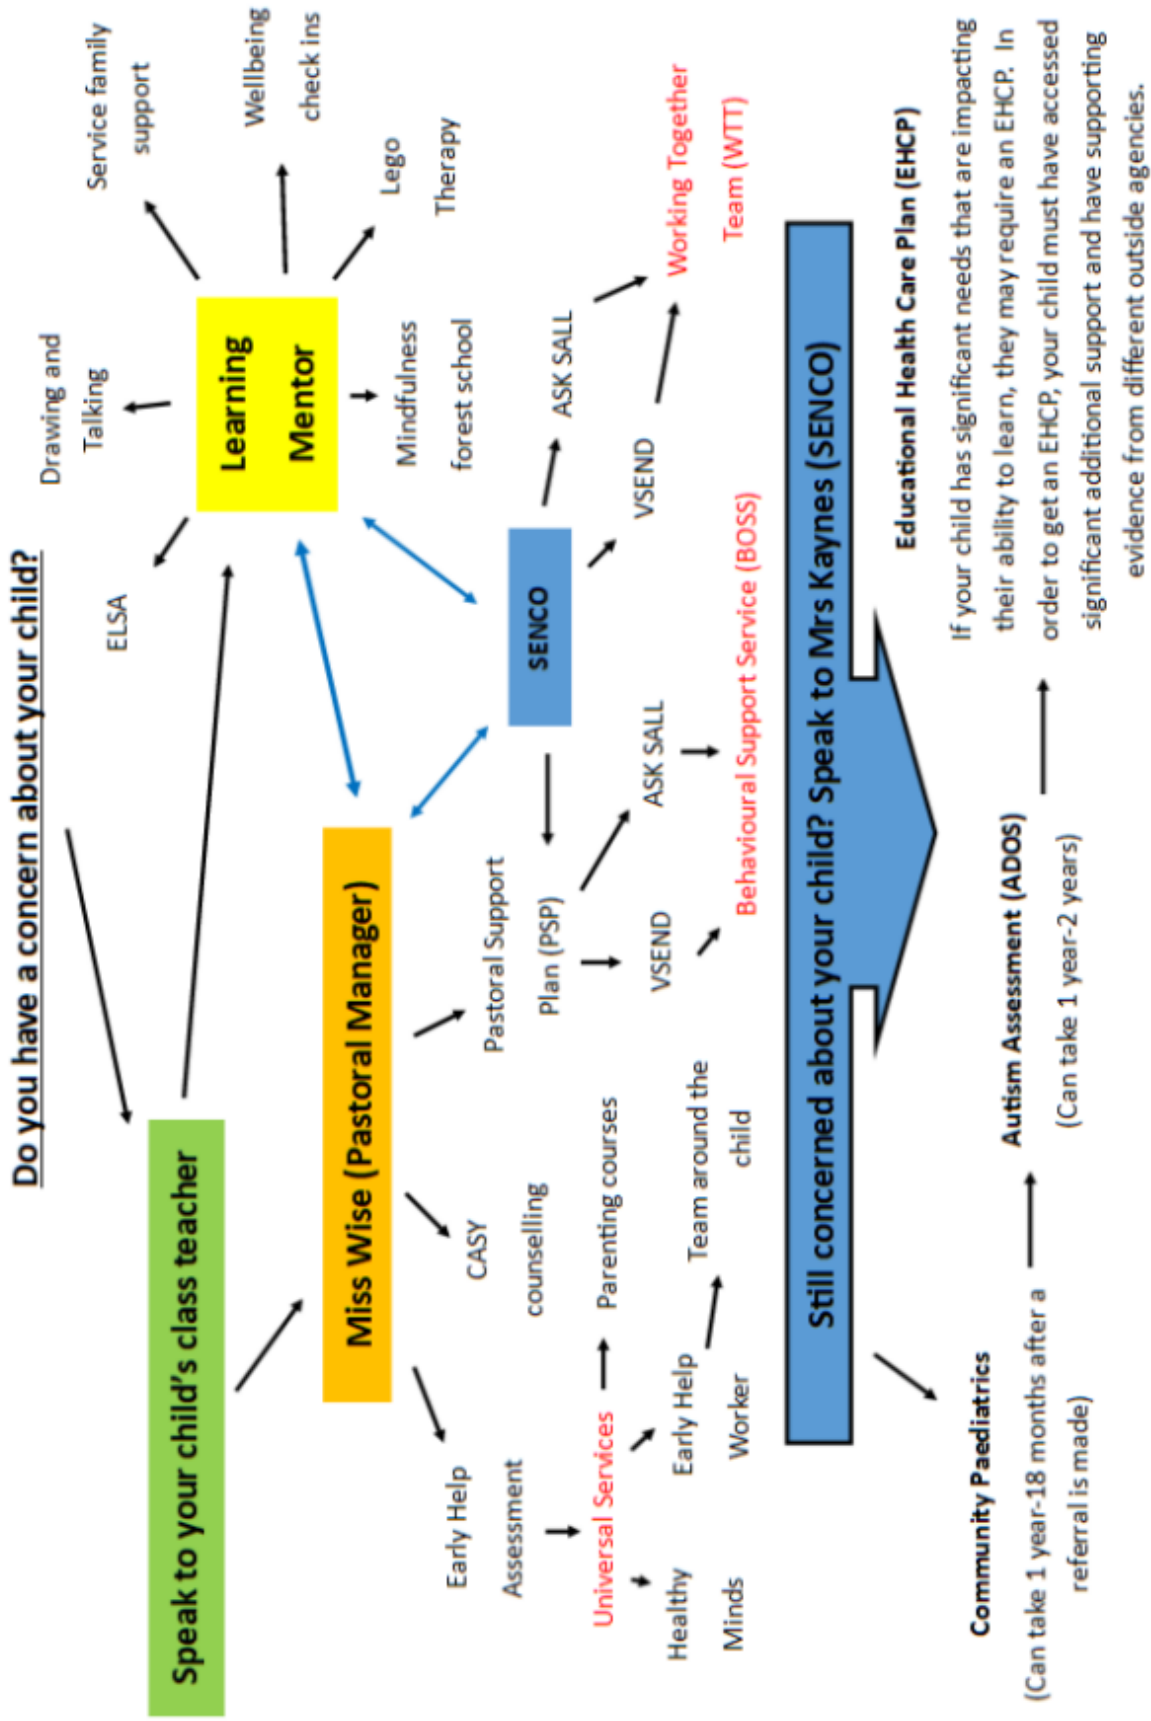 Do you have a concern about your child?
Speak to your child's class teacher
Drawing and
Talking
Service family
support
ELSA
Learning
Mentor
Wellbeing
check ins
Lego
Therapy
Mindfulness
forest school
Miss Wise (Pastoral Manager)
SENCO
Early Help
Assessment
CASY
counselling
Pastoral Support
Plan (PSP)
ASK SALL
VSEND
Working Together
Team (WTT)
Universal Services
Parenting courses
Healthy
Minds
Early Help
Worker
Team around the
child
VSEND
ASK SALL
Behavioural Support Service (BOSS)
Still concerned about your child? Speak to Mrs Kaynes (SENCO)
Community Paediatrics
(Can take 1 year-18 months after a
referral is made)
Autism Assessment (ADOS)
(Can take 1 year-2 years)
Educational Health Care Plan (EHCP)
If your child has significant needs that are impacting
their ability to learn, they may require an EHCP. In
order to get an EHCP, your child must have accessed
significant additional support and have supporting
evidence from different outside agencies.